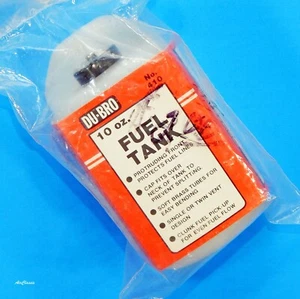 DU-BRO
No.
410
10 oz.
FUEL
TANK
● PROTRUDING FRONT
PROTECTS FUEL LINE
● CAP FITS OVER
NECK OF TANK TO
PREVENT SPLITTING
● SOFT BRASS TUBES FOR
EASY BENDING
● SINGLE OR TWIN VENT
DESIGN
● CLUNK FUEL PICK-UP
FOR EVEN FUEL FLOW